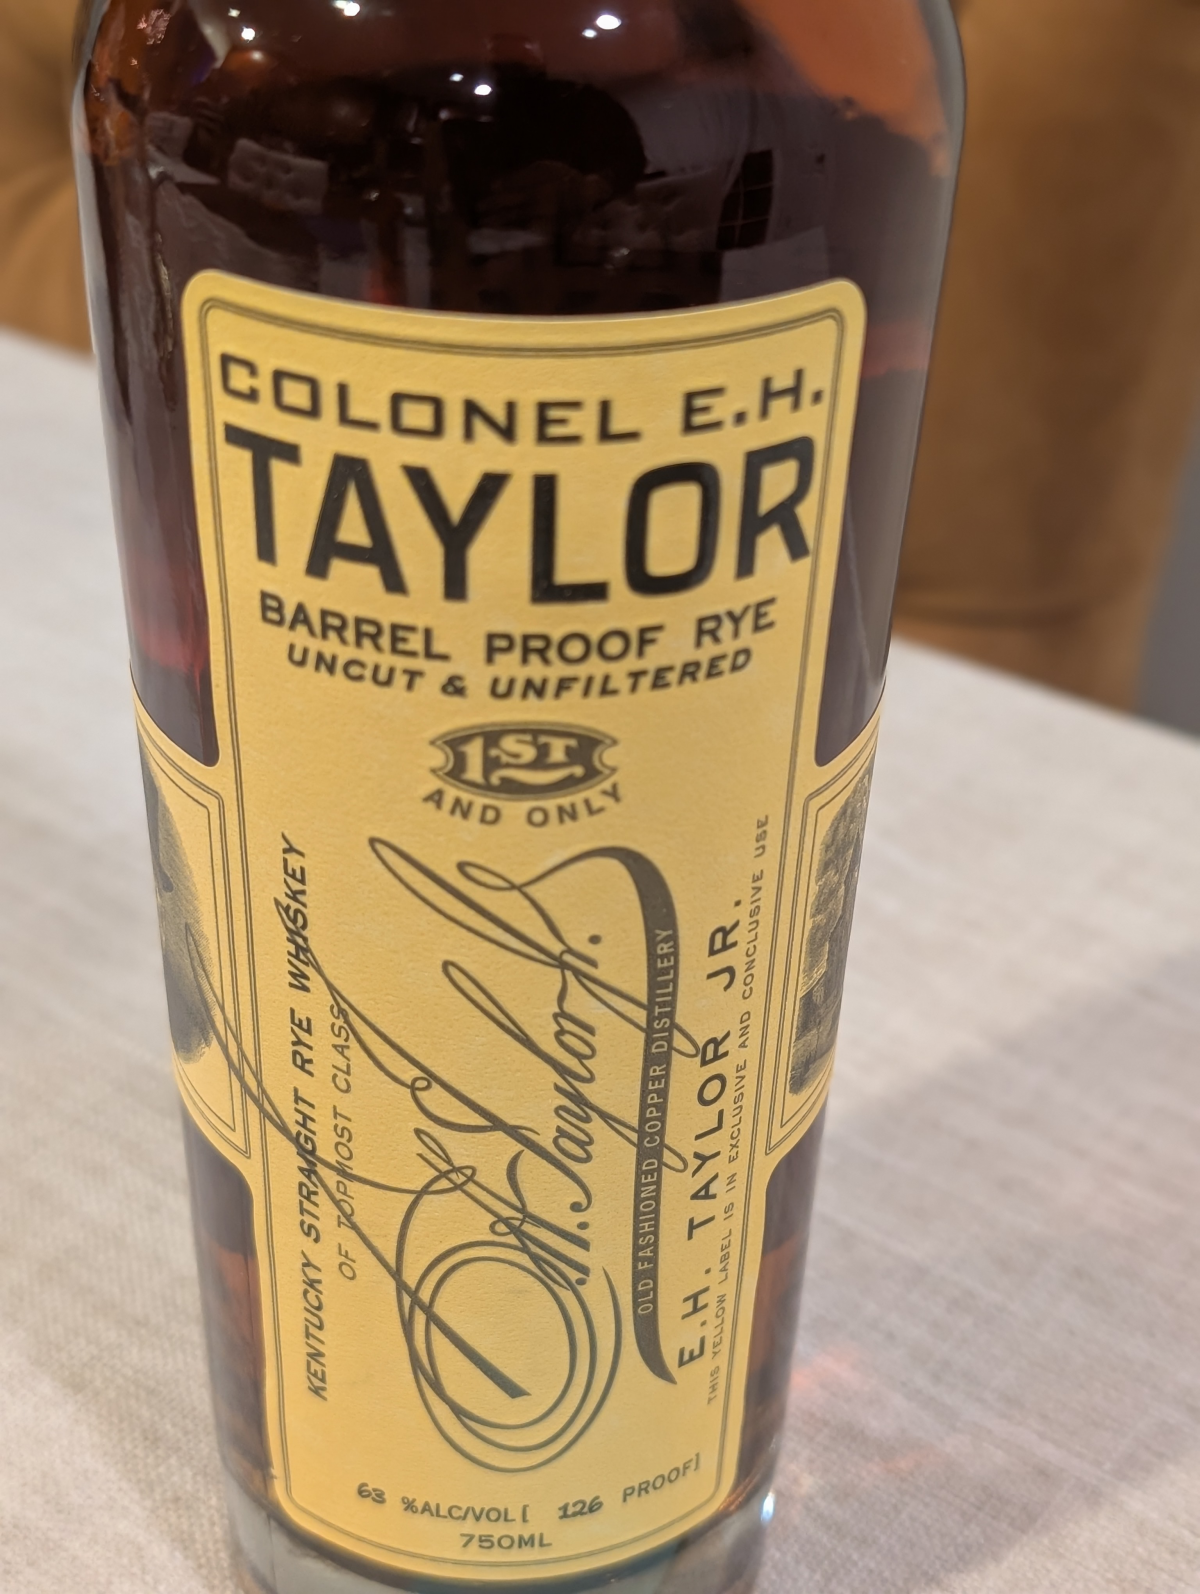 COLONEL E.H.
TAYLOR
BARREL PROOF RYE
UNCUT & UNFILTERED
1ST
AND ONLY
KENTUCKY STRAIGHT RYE WHISKEY
OF TOPMOST CLASS
E. H. Taylor, Jr.
OLD FASHIONED COPPER DISTILLERY
E.H. TAYLOR JR.
THIS YELLOW LABEL IS IN EXCLUSIVE AND CONCLUSIVE USE
63 %ALC/VOL [ 126 PROOF]
750ML